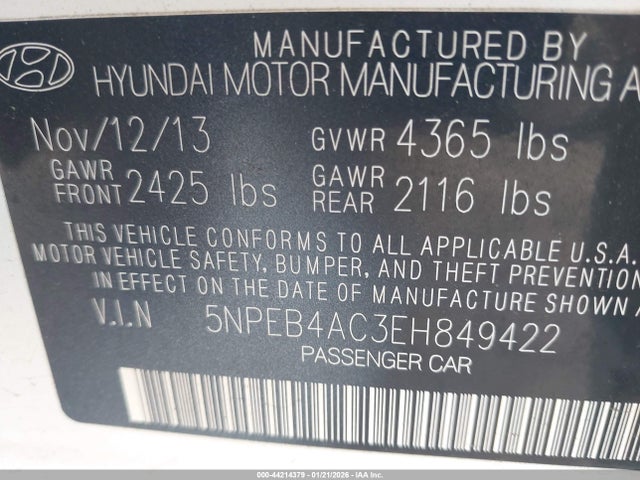 MANUFACTURED BY
HYUNDAI MOTOR MANUFACTURING A
Nov/12/13 GVWR 4365 lbs
GAWR FRONT 2425 lbs GAWR REAR 2116 lbs
THIS VEHICLE CONFORMS TO ALL APPLICABLE U.S.A.
MOTOR VEHICLE SAFETY, BUMPER, AND THEFT PREVENTION
IN EFFECT ON THE DATE OF MANUFACTURE SHOWN A
V.I.N 5NPEB4AC3EH849422
PASSENGER CAR
000-44214379 | 01/21/2026 - IAAI.COM